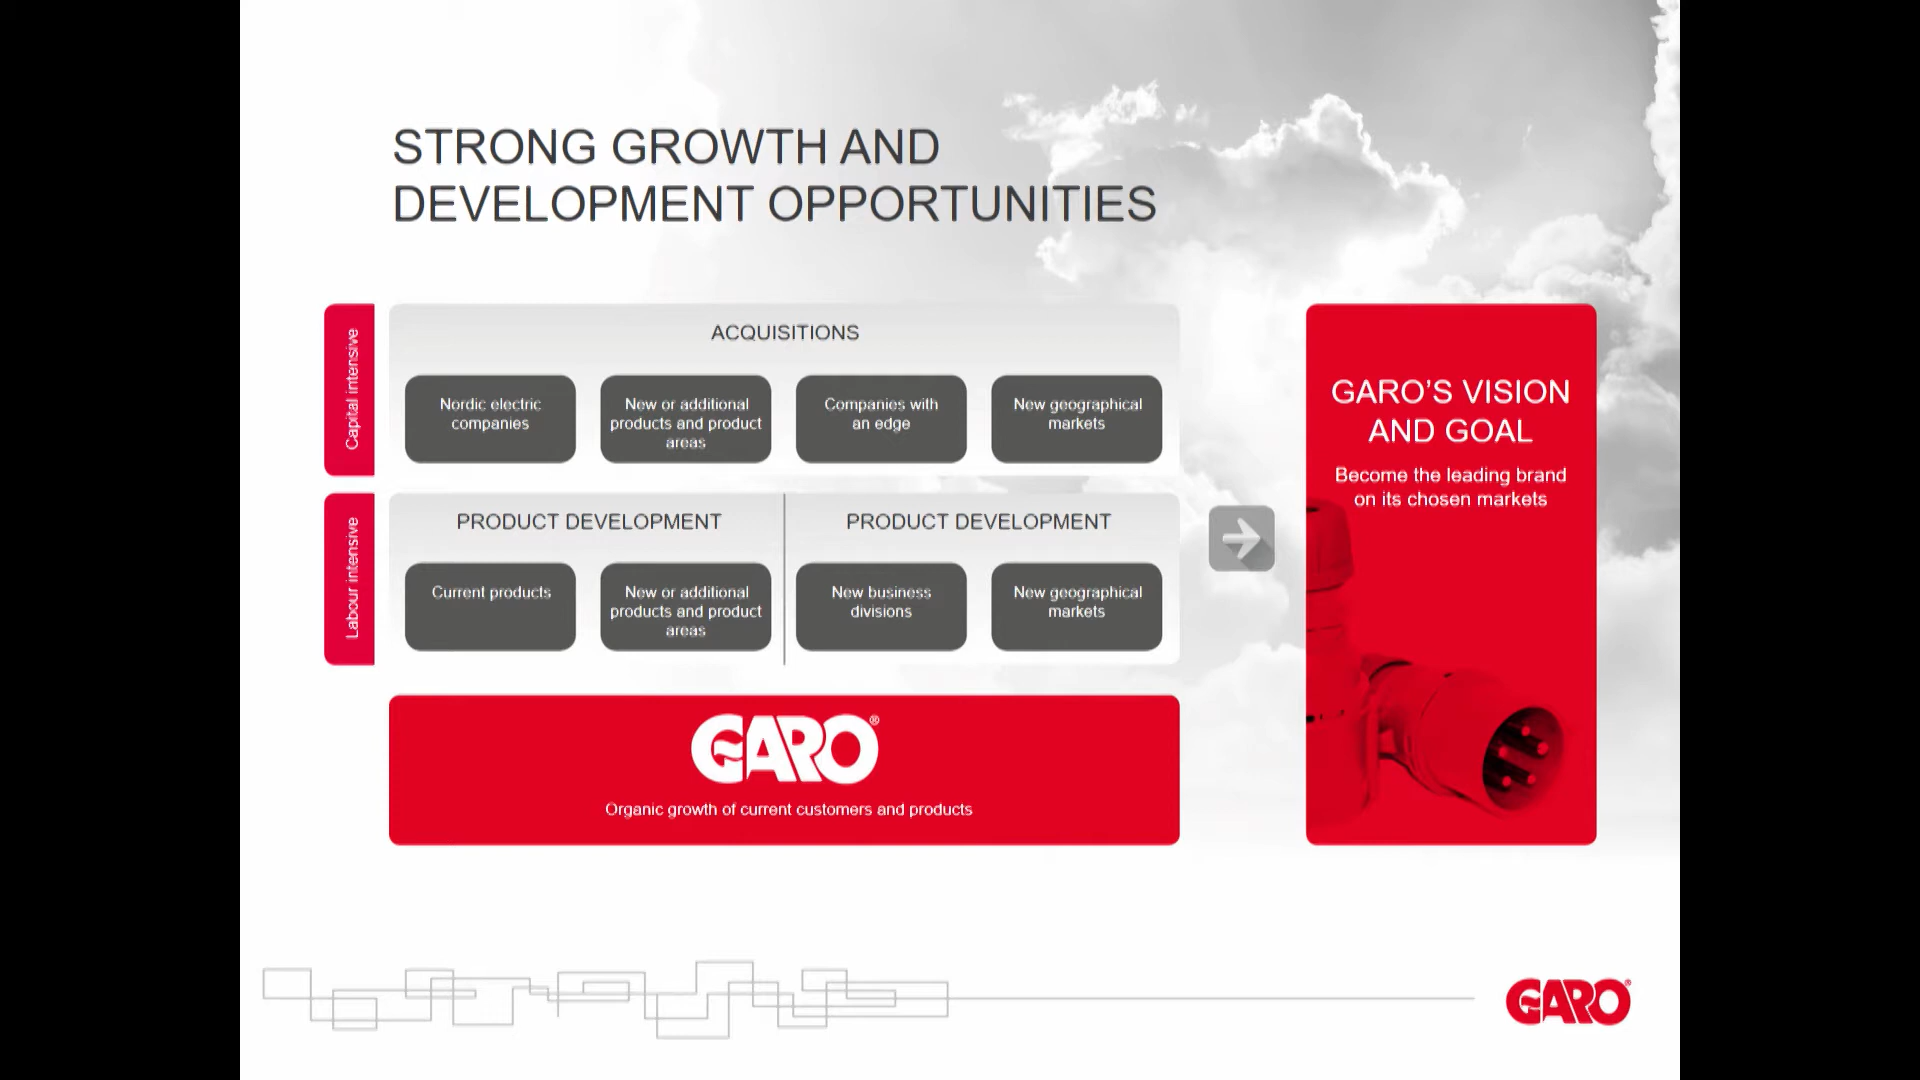 STRONG GROWTH AND
DEVELOPMENT OPPORTUNITIES
Capital intensive
ACQUISITIONS
Nordic electric
companies
New or additional
products and product
areas
Companies with
an edge
New geographical
markets
Labour intensive
PRODUCT DEVELOPMENT
Current products
New or additional
products and product
areas
PRODUCT DEVELOPMENT
New business
divisions
New geographical
markets
GARO®
Organic growth of current customers and products
GARO’S VISION
AND GOAL
Become the leading brand
on its chosen markets
GARO®